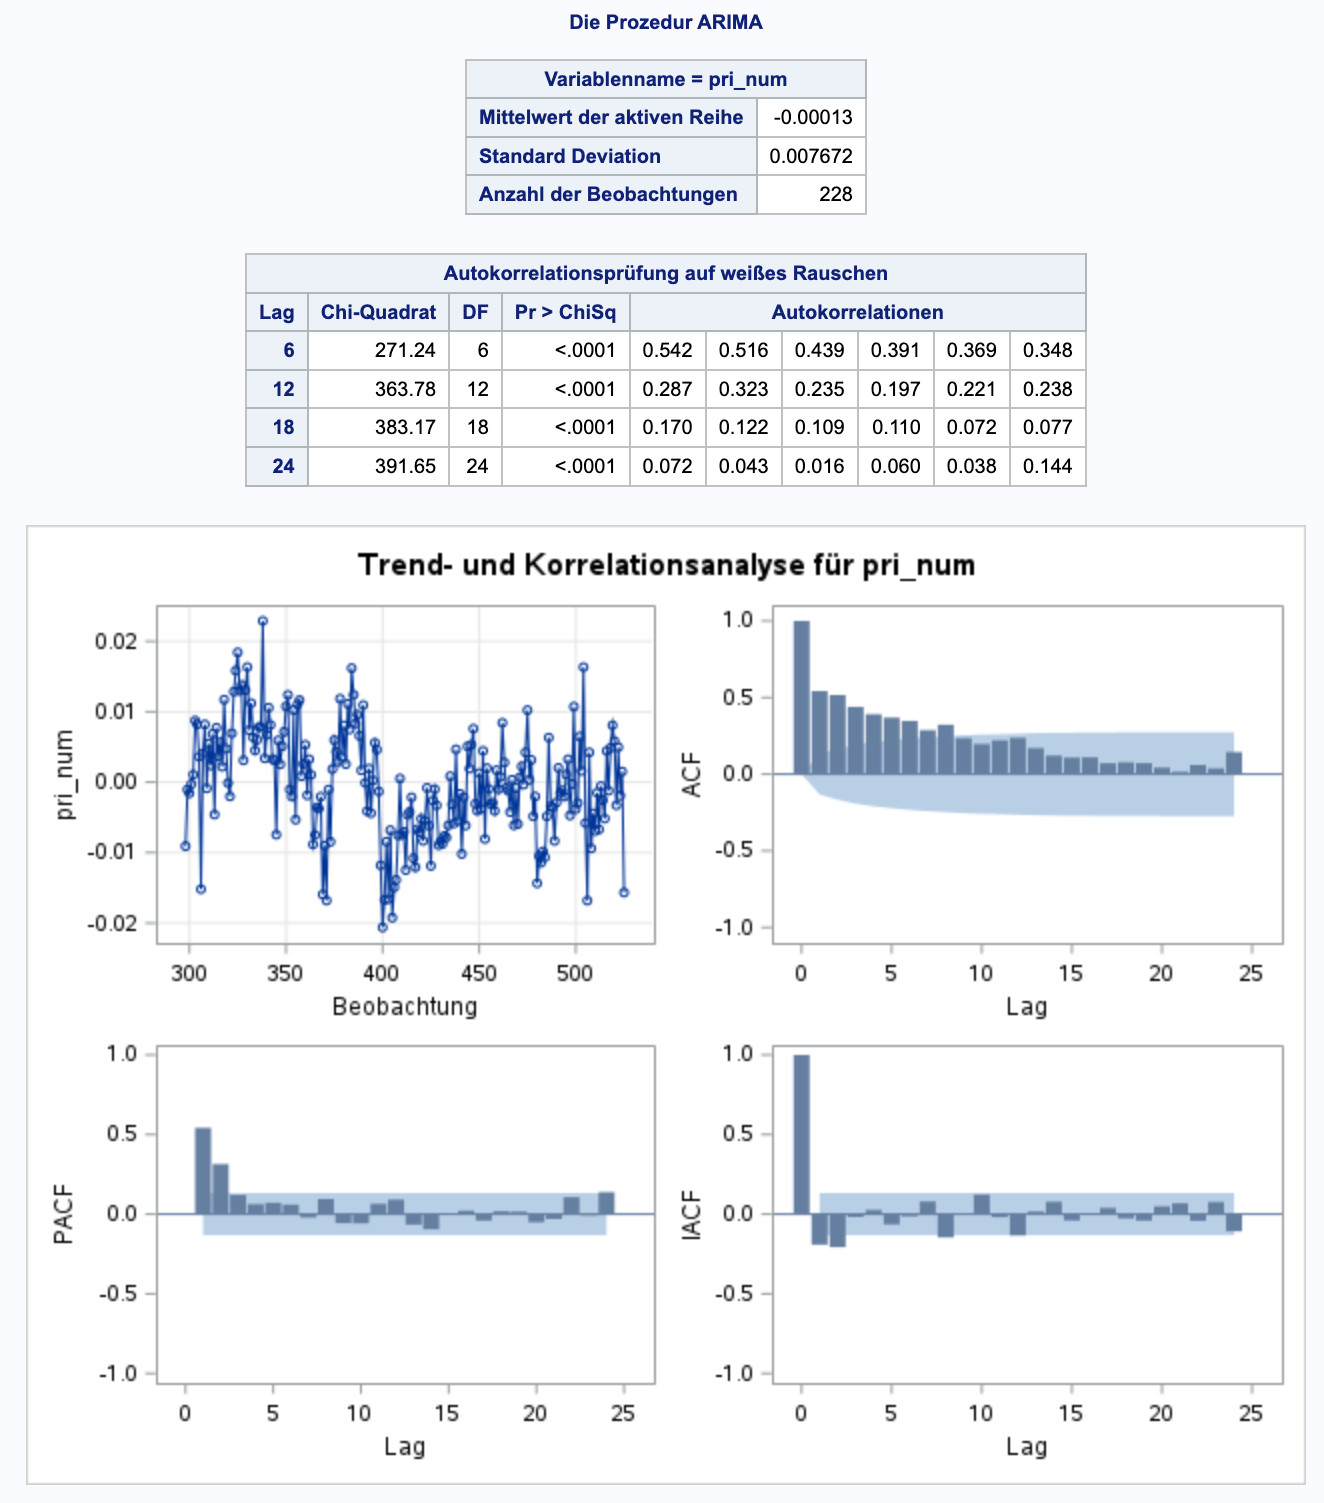 Die Prozedur ARIMA
Variablenname = pri_num
Mittelwert der aktiven Reihe -0.00013
Standard Deviation 0.007672
Anzahl der Beobachtungen 228
Autokorrelationsprüfung auf weißes Rauschen
Lag Chi-Quadrat DF Pr > ChiSq Autokorrelationen
6 271.24 6 <.0001 0.542 0.516 0.439 0.391 0.369 0.348
12 363.78 12 <.0001 0.287 0.323 0.235 0.197 0.221 0.238
18 383.17 18 <.0001 0.170 0.122 0.109 0.110 0.072 0.077
24 391.65 24 <.0001 0.072 0.043 0.016 0.060 0.038 0.144
Trend- und Korrelationsanalyse für pri_num
pri_num
0.02
0.01
0.00
-0.01
-0.02
300 350 400 450 500
Beobachtung
ACF
1.0
0.5
0.0
-0.5
-1.0
0 5 10 15 20 25
Lag
PACF
1.0
0.5
0.0
-0.5
-1.0
0 5 10 15 20 25
Lag
IACF
1.0
0.5
0.0
-0.5
-1.0
0 5 10 15 20 25
Lag